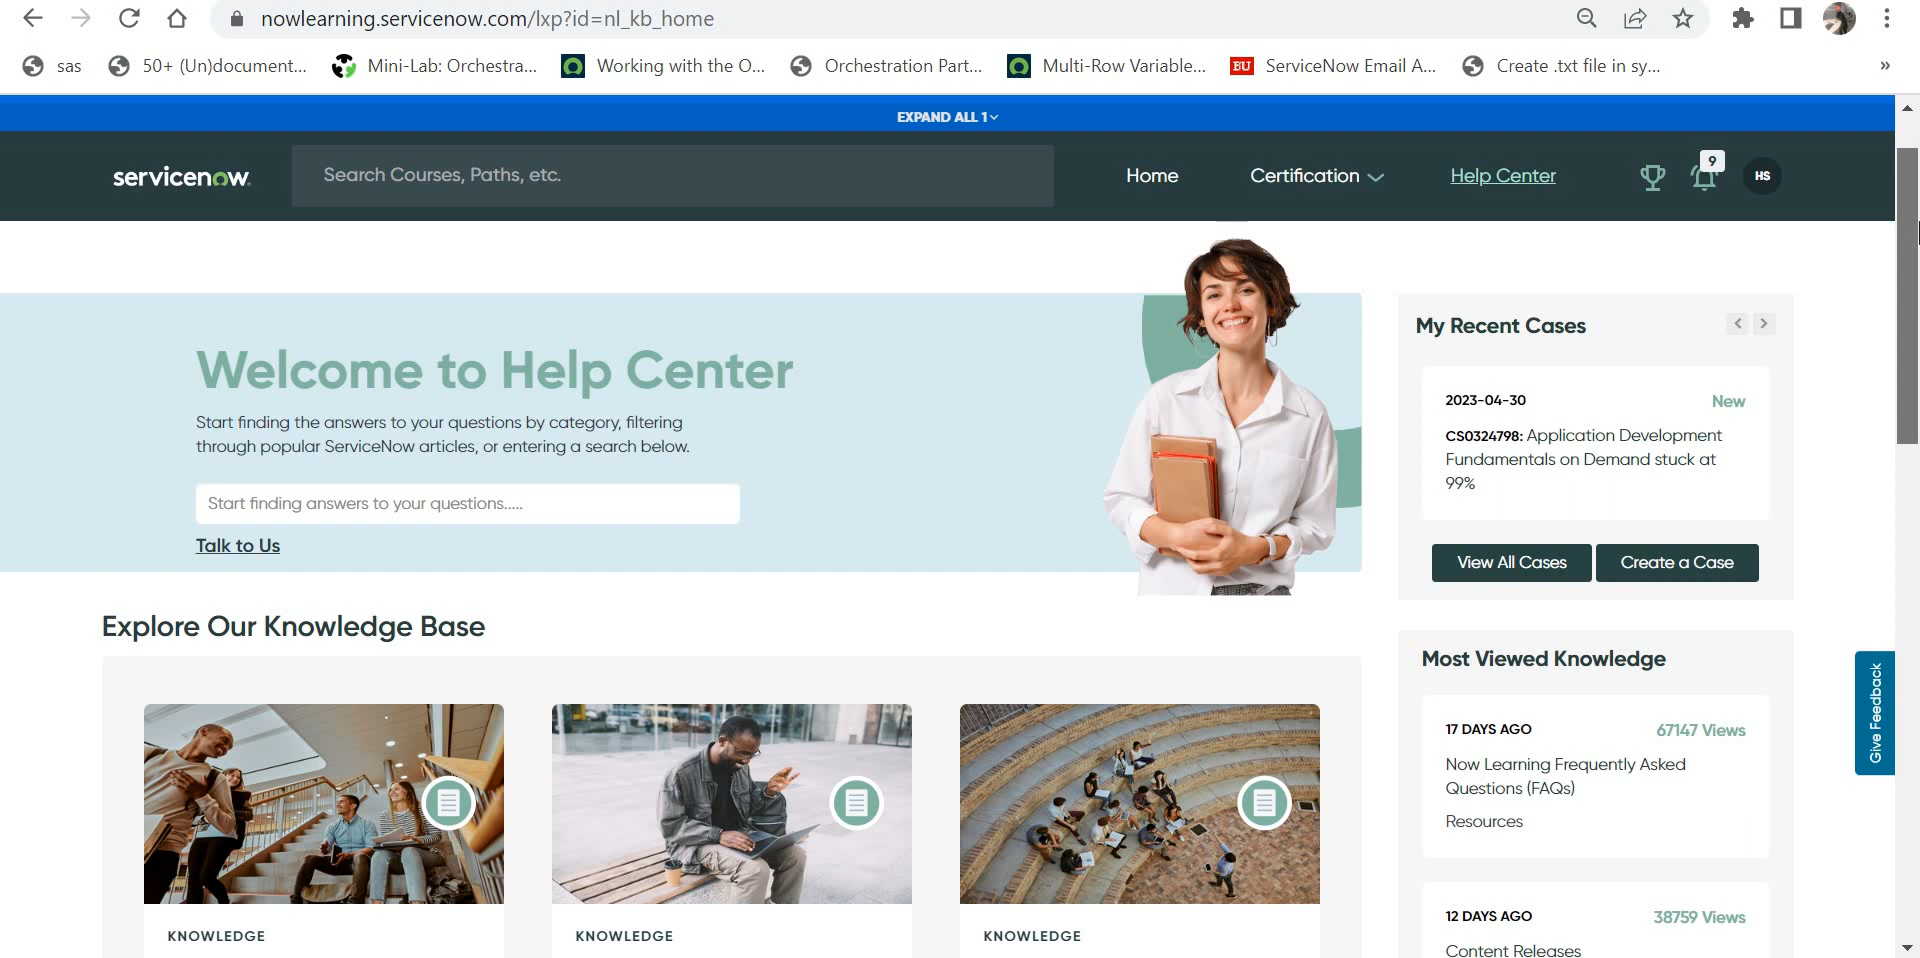 nowlearning.servicenow.com/lxp?id=nl_kb_home
sas
50+ (Un)document...
Mini-Lab: Orchestra...
Working with the O...
Orchestration Part...
Multi-Row Variable...
BU
ServiceNow Email A...
Create .txt file in sy...
»
EXPAND ALL 1
servicenow
Search Courses, Paths, etc.
Home
Certification
Help Center
9
HS
Welcome to Help Center
Start finding the answers to your questions by category, filtering
through popular ServiceNow articles, or entering a search below.
Start finding answers to your questions.....
Talk to Us
My Recent Cases
2023-04-30
New
CS0324798: Application Development
Fundamentals on Demand stuck at
99%
View All Cases
Create a Case
Explore Our Knowledge Base
KNOWLEDGE
KNOWLEDGE
KNOWLEDGE
Most Viewed Knowledge
17 DAYS AGO
67147 Views
Now Learning Frequently Asked
Questions (FAQs)
Resources
12 DAYS AGO
38759 Views
Content Releases
Give Feedback